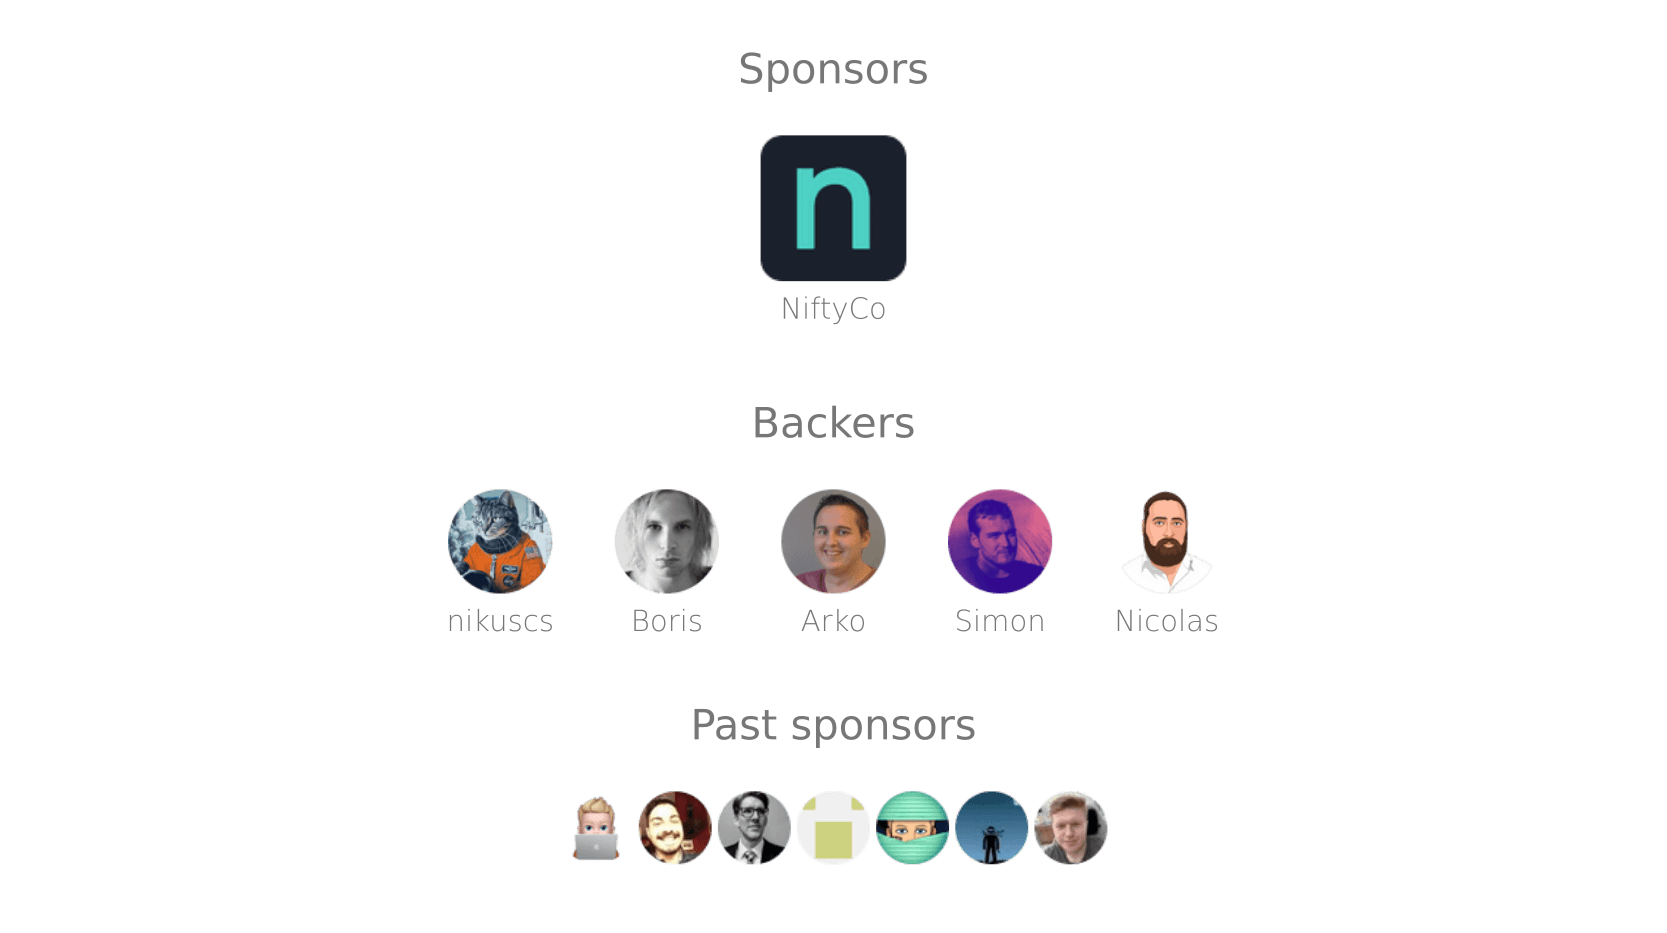 Sponsors
n
NiftyCo
Backers
nikuscs Boris Arko Simon Nicolas
Past sponsors